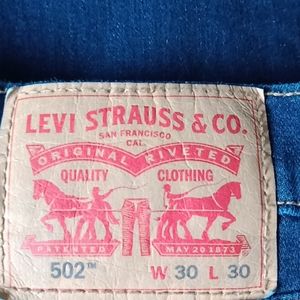 LEVI STRAUSS & CO.
SAN FRANCISCO
CAL.
ORIGINAL RIVETED
QUALITY CLOTHING
PATENTED MAY 20 1873
502™ W 30 L 30